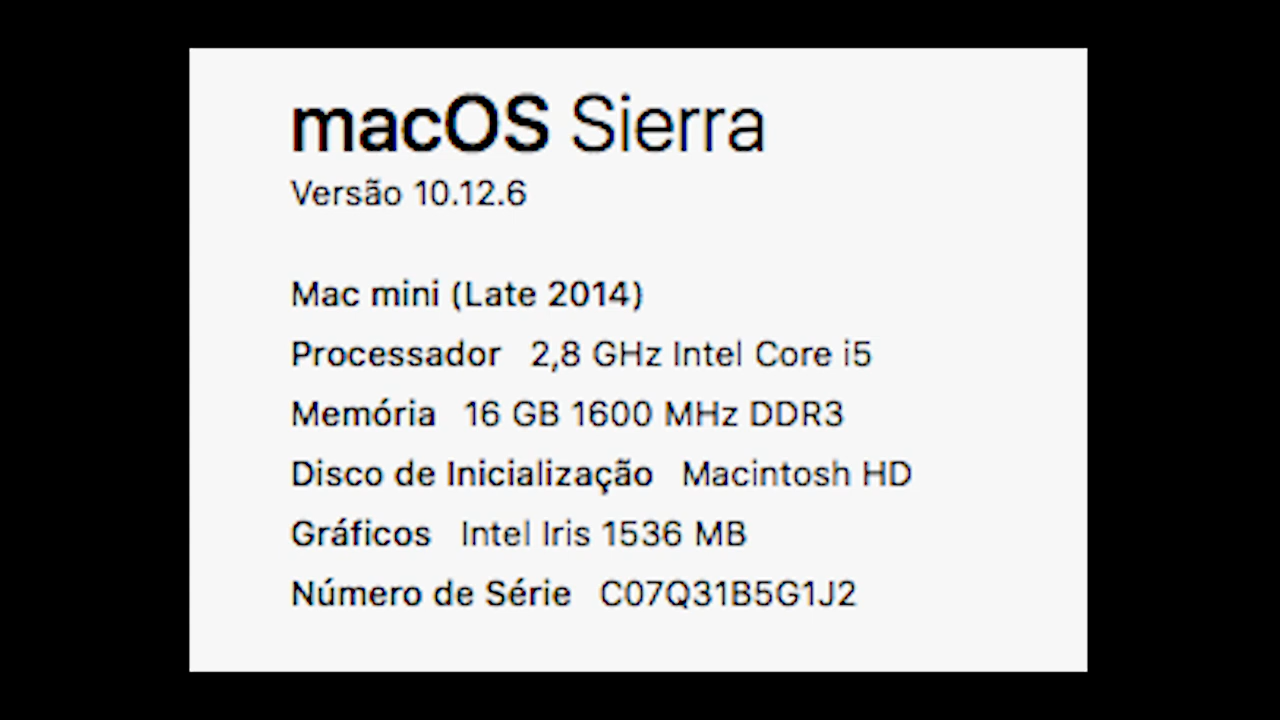 macOS Sierra
Versão 10.12.6
Mac mini (Late 2014)
Processador 2,8 GHz Intel Core i5
Memória 16 GB 1600 MHz DDR3
Disco de Inicialização Macintosh HD
Gráficos Intel Iris 1536 MB
Número de Série C07Q31B5G1J2